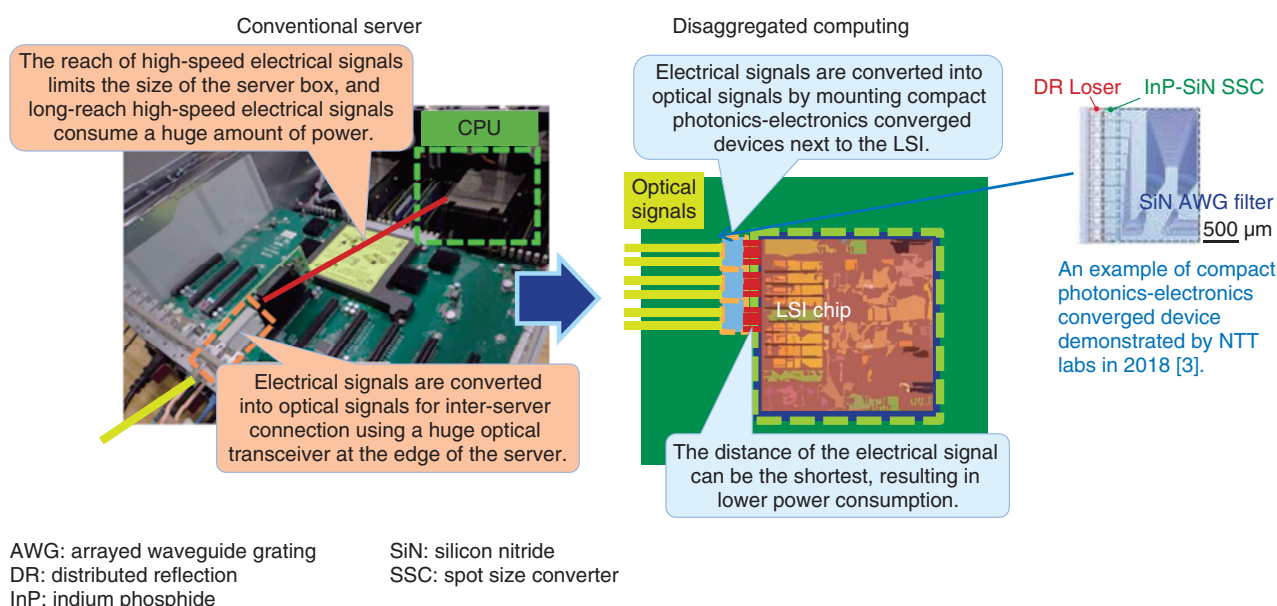 Conventional server
The reach of high-speed electrical signals
limits the size of the server box, and
long-reach high-speed electrical signals
consume a huge amount of power.
CPU
Electrical signals are converted
into optical signals for inter-server
connection using a huge optical
transceiver at the edge of the server.
Disaggregated computing
Electrical signals are converted into
optical signals by mounting compact
photonics-electronics converged
devices next to the LSI.
Optical
signals
LSI chip
The distance of the electrical signal
can be the shortest, resulting in
lower power consumption.
DR Loser
InP-SiN SSC
SiN AWG filter
500 µm
An example of compact
photonics-electronics
converged device
demonstrated by NTT
labs in 2018 [3].
AWG: arrayed waveguide grating
DR: distributed reflection
InP: indium phosphide
SiN: silicon nitride
SSC: spot size converter